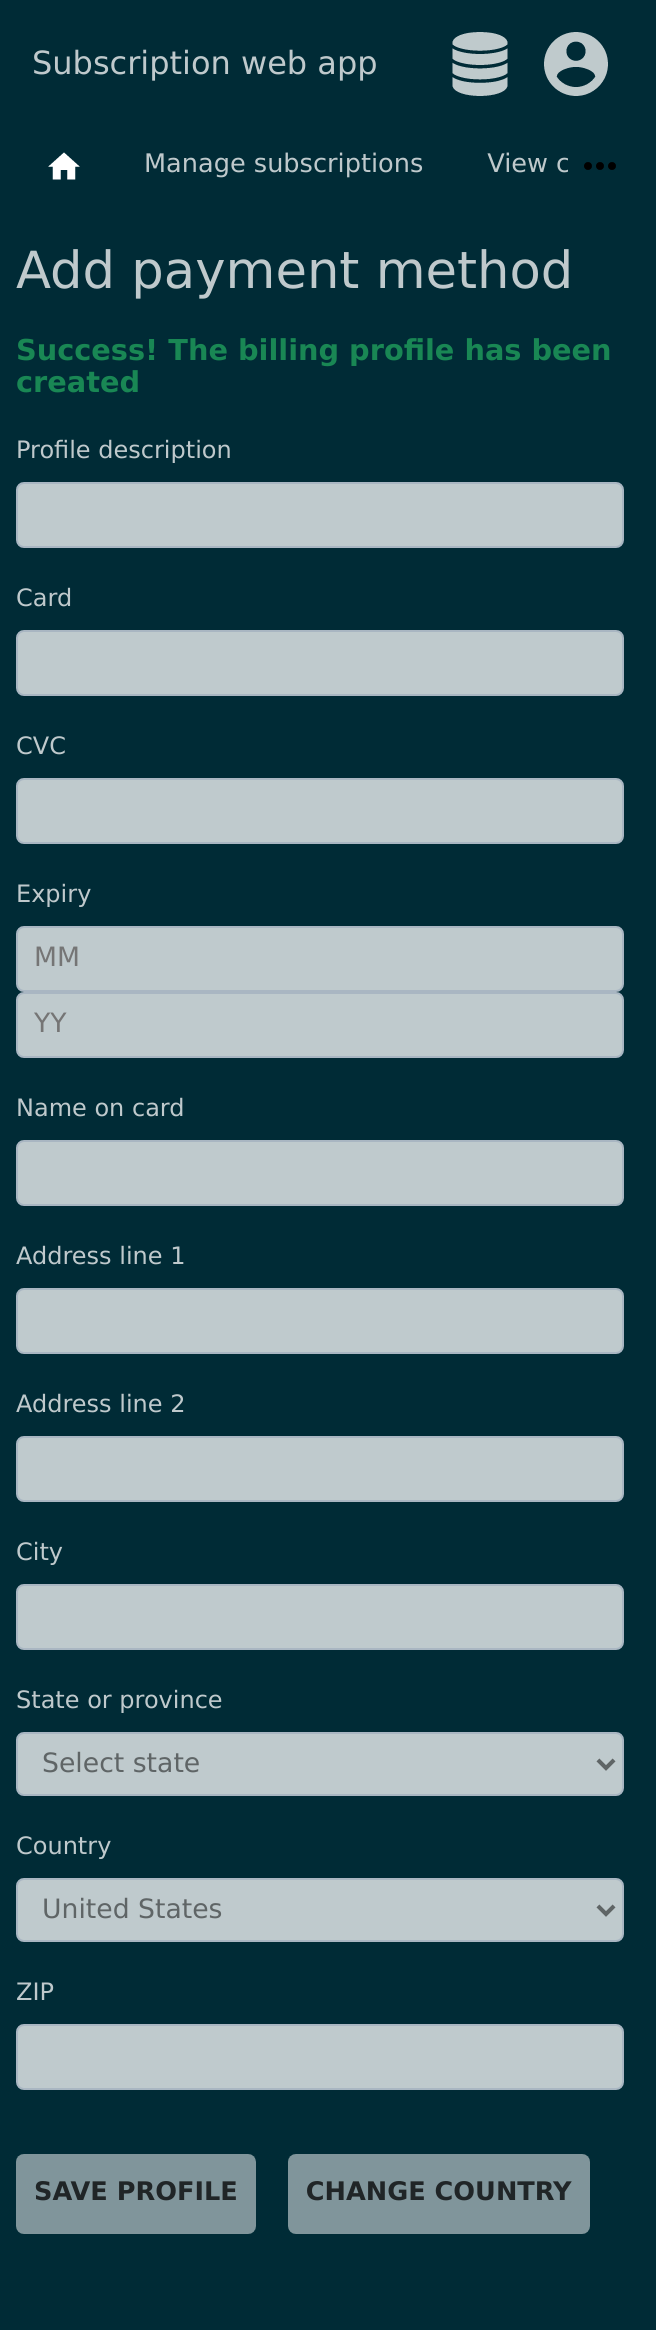 Subscription web app
Manage subscriptions View c
Add payment method
Success! The billing profile has been
created
Profile description
Card
CVC
Expiry
MM
YY
Name on card
Address line 1
Address line 2
City
State or province
Select state
Country
United States
ZIP
SAVE PROFILE CHANGE COUNTRY